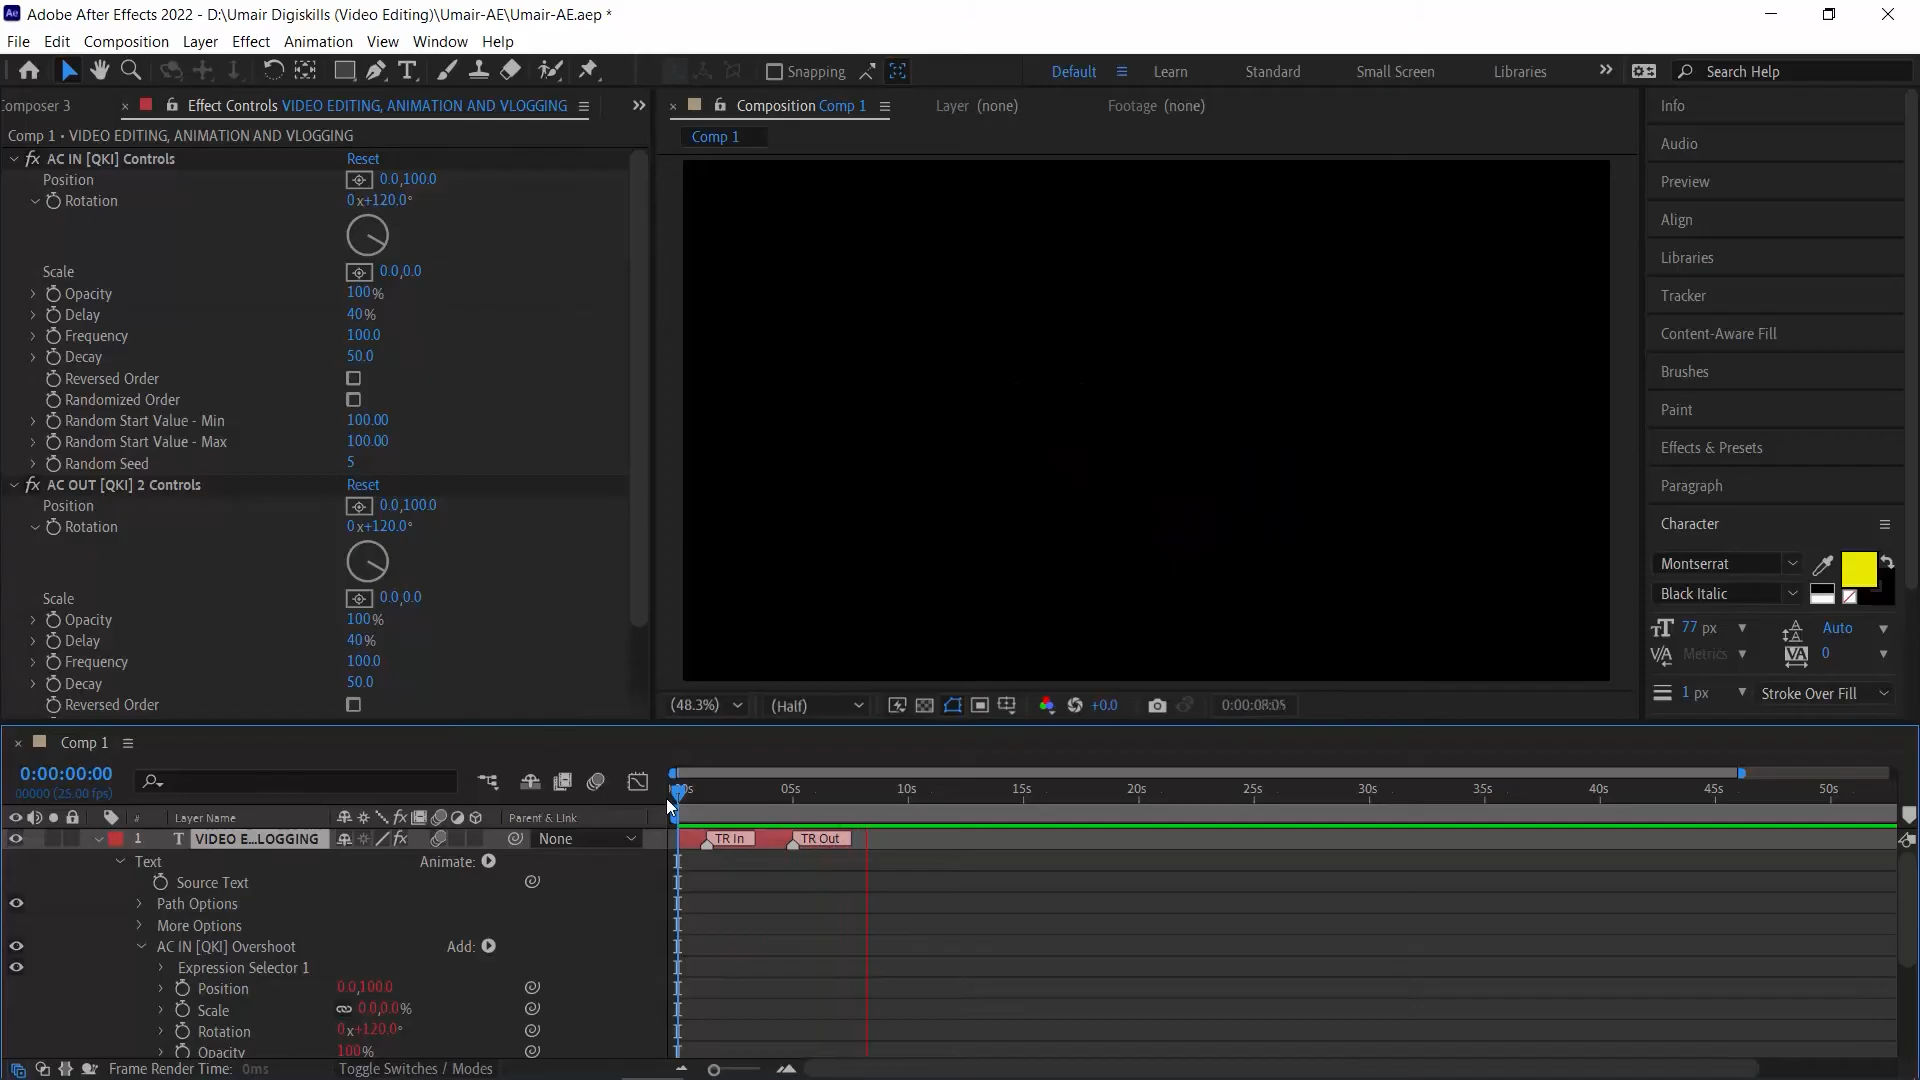 Adobe After Effects 2022 - D:\Umair Digiskills (Video Editing)\Umair-AE\Umair-AE.aep *
File Edit Composition Layer Effect Animation View Window Help
Snapping Default Learn Standard Small Screen Libraries Search Help
Composer 3 Effect Controls VIDEO EDITING, ANIMATION AND VLOGGING
Comp 1 • VIDEO EDITING, ANIMATION AND VLOGGING
fx AC IN [QKI] Controls Reset
Position 0.0,100.0
Rotation 0x+120.0°
Scale 0.0,0.0
Opacity 100%
Delay 40%
Frequency 100.0
Decay 50.0
Reversed Order
Randomized Order
Random Start Value - Min 100.00
Random Start Value - Max 100.00
Random Seed 5
fx AC OUT [QKI] 2 Controls Reset
Position 0.0,100.0
Rotation 0x+120.0°
Scale 0.0,0.0
Opacity 100%
Delay 40%
Frequency 100.0
Decay 50.0
Reversed Order
Composition Comp 1 Layer (none) Footage (none)
Comp 1
(48.3%) (Half) +0.0 0:00:08:05
Info
Audio
Preview
Align
Libraries
Tracker
Content-Aware Fill
Brushes
Paint
Effects & Presets
Paragraph
Character
Montserrat
Black Italic
77 px Auto
Metrics 0
1 px Stroke Over Fill
Comp 1
0:00:00:00
00000 (25.00 fps)
05s 10s 15s 20s 25s 30s 35s 40s 45s 50s
# Layer Name Parent & Link
1 T VIDEO E...LOGGING fx None TR In TR Out
Text Animate:
Source Text
Path Options
More Options
AC IN [QKI] Overshoot Add:
Expression Selector 1
Position 0.0,100.0
Scale 0.0,0.0%
Rotation 0x+120.0°
Opacity 100%
Frame Render Time: 0ms Toggle Switches / Modes